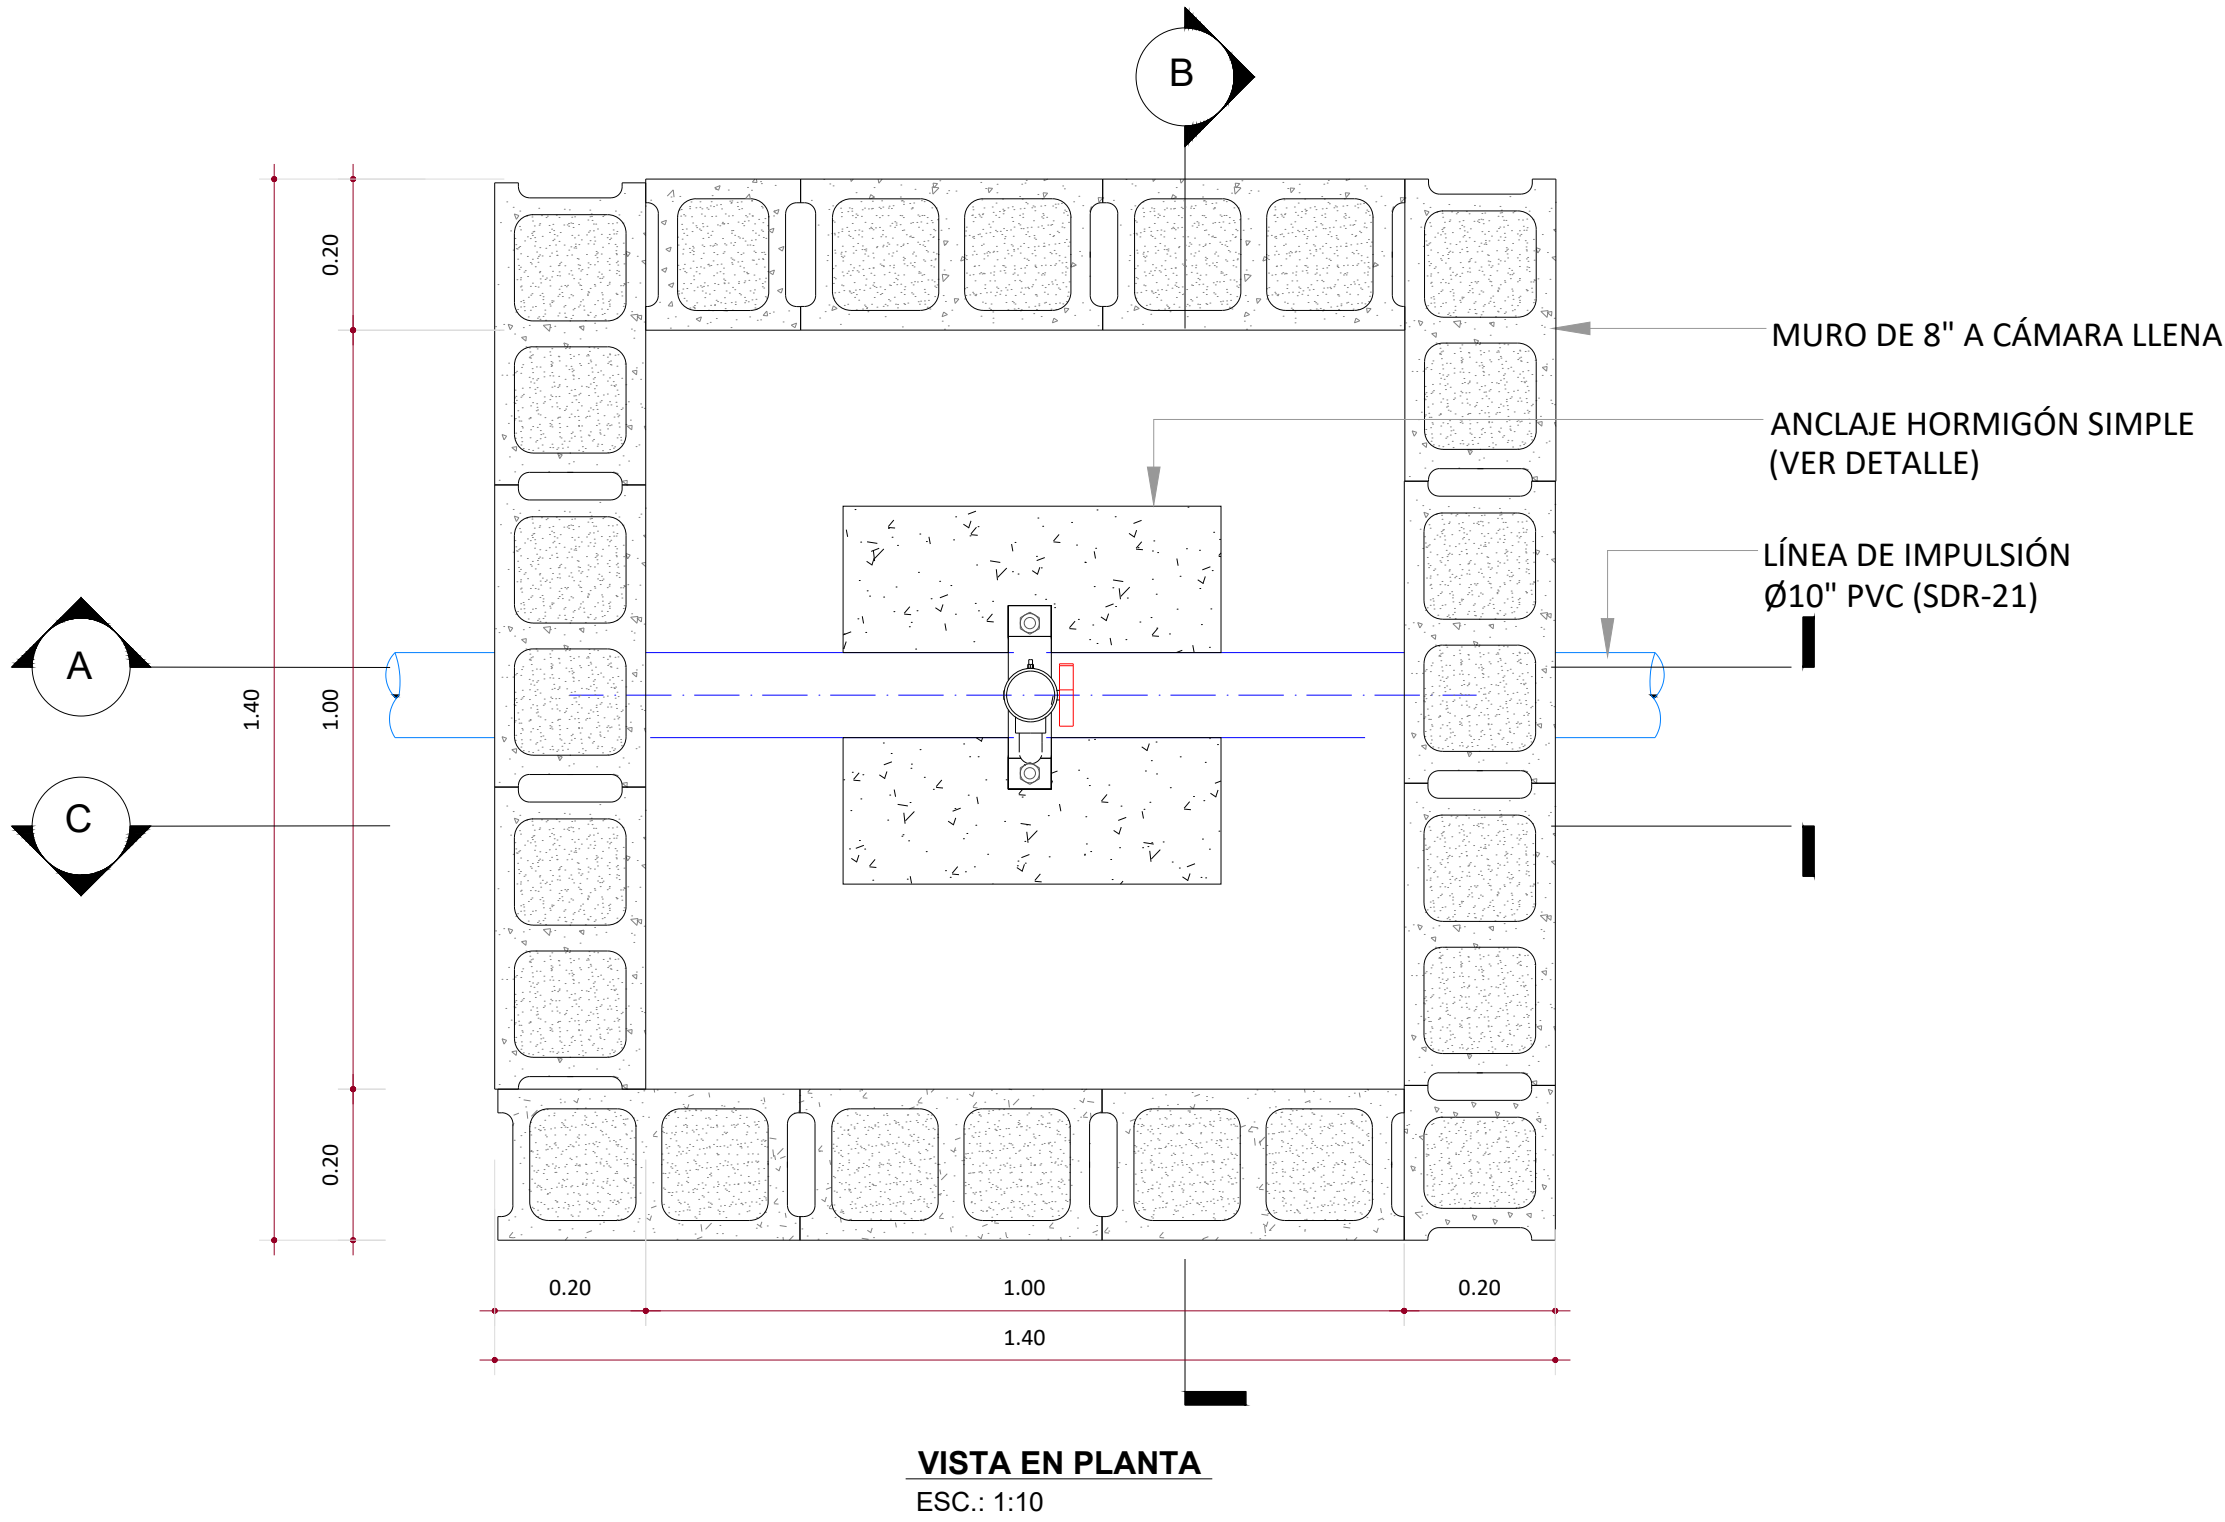 B
0.20
MURO DE 8" A CÁMARA LLENA
ANCLAJE HORMIGÓN SIMPLE
(VER DETALLE)
LÍNEA DE IMPULSIÓN
Ø10" PVC (SDR-21)
A
1.40
1.00
C
0.20
0.20
1.00
0.20
1.40
VISTA EN PLANTA
ESC.: 1:10